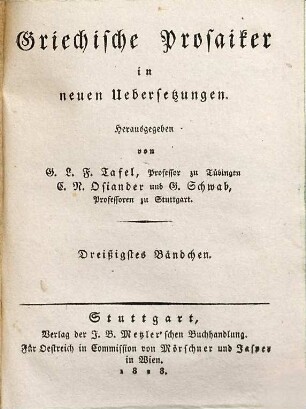 Griechische Prosaiker
in
neuen Uebersetzungen.
Herausgegeben
von
G. L. F. Tafel, Professor zu Tübingen
C. N. Osiander und G. Schwab,
Professoren zu Stuttgart.
Dreißigstes Bändchen.
Stuttgart,
Verlag der J. B. Metzler'schen Buchhandlung.
Für Oestreich in Commission von Mörschner und Jasper
in Wien.